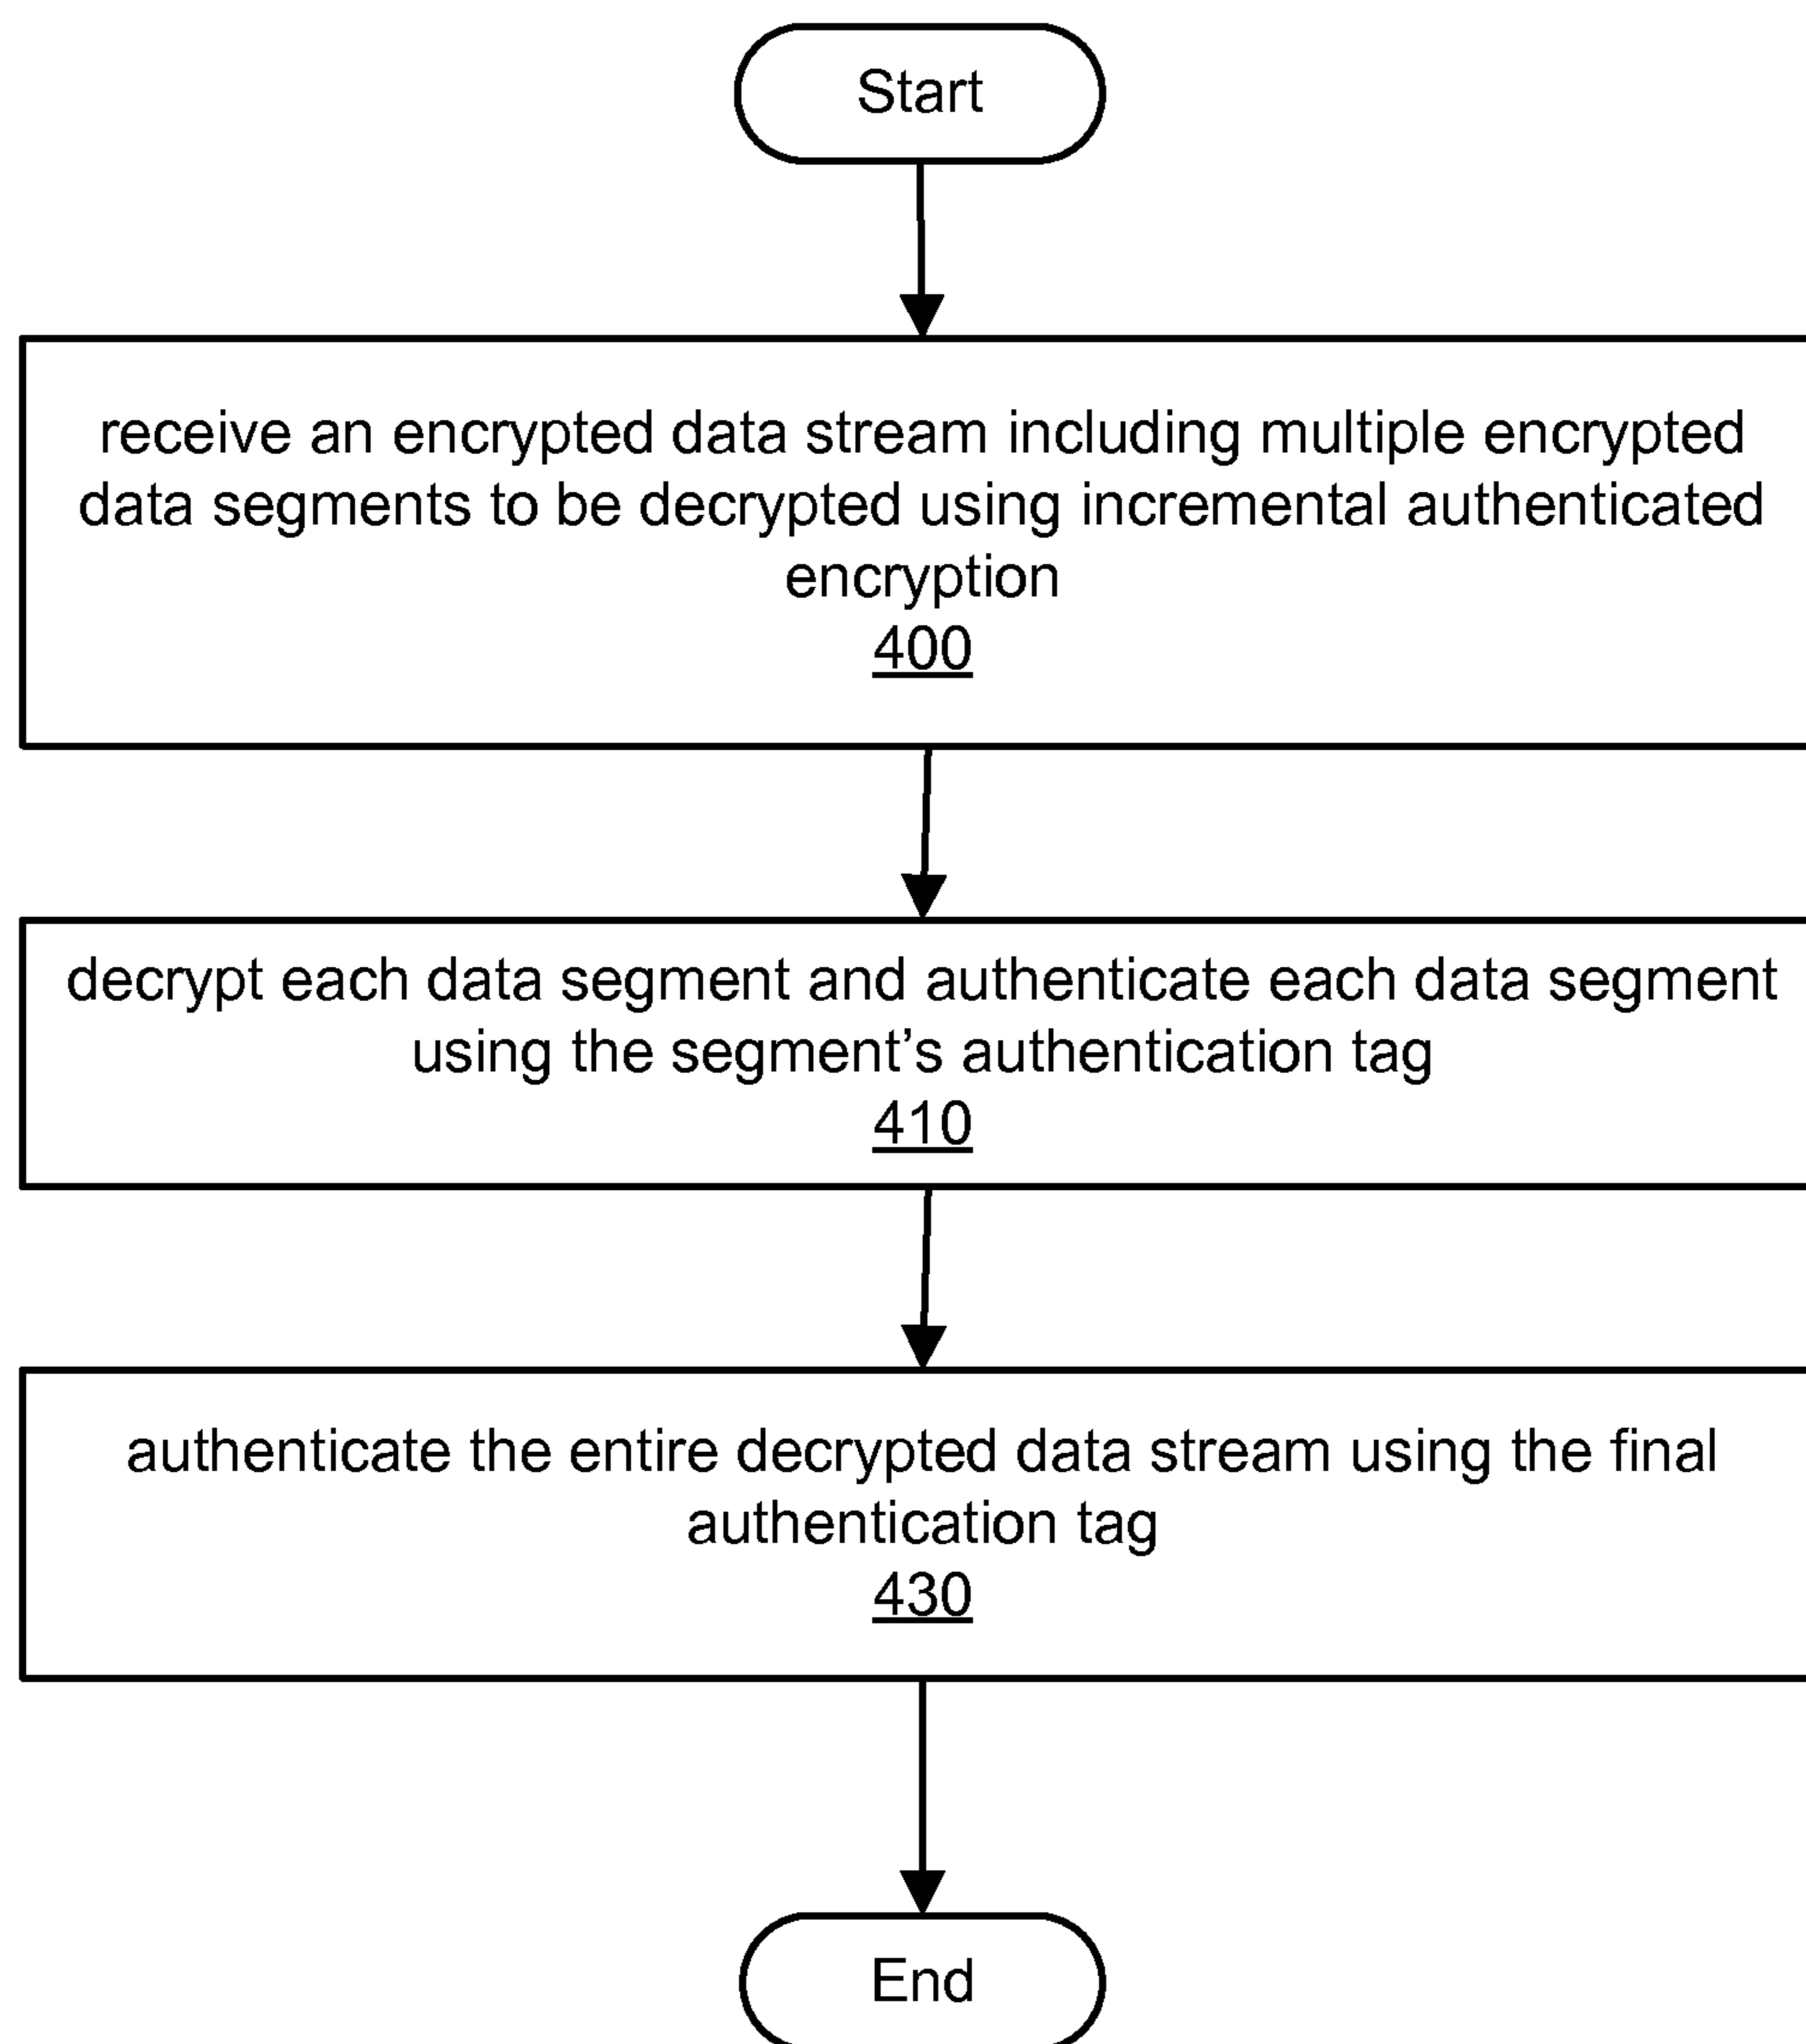 Start
receive an encrypted data stream including multiple encrypted
data segments to be decrypted using incremental authenticated
encryption
400
decrypt each data segment and authenticate each data segment
using the segment’s authentication tag
410
authenticate the entire decrypted data stream using the final
authentication tag
430
End